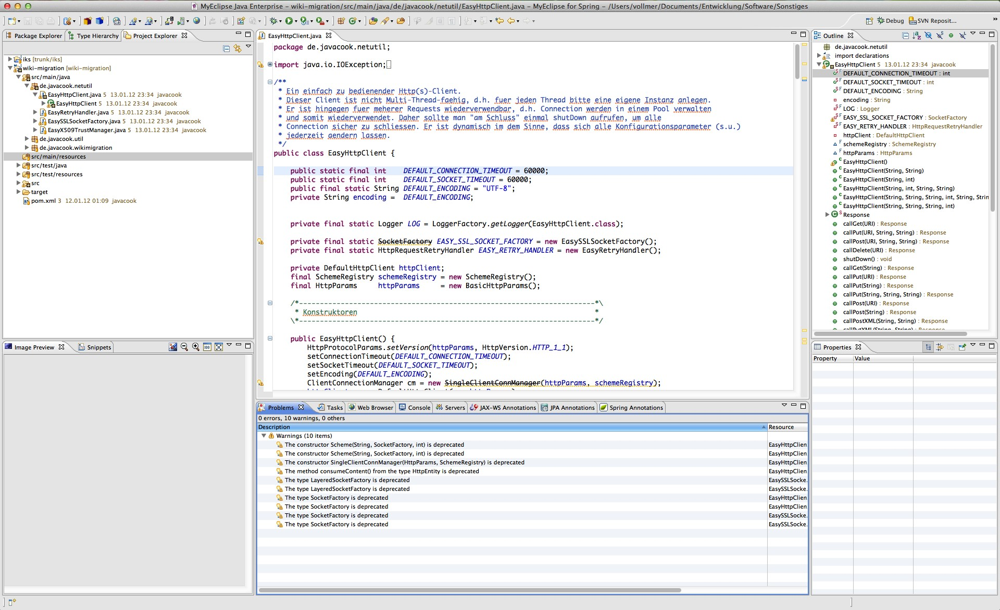 MyEclipse Java Enterprise – wiki-migration/src/main/java/de/javacook/netutil/EasyHttpClient.java – MyEclipse for Spring – /Users/vollmer/Documents/Entwicklung/Software/Sonstiges
Debug
SVN Reposit...
»
Package Explorer
Type Hierarchy
Project Explorer
iks [trunk/iks]
wiki-migration [wiki-migration]
src/main/java
de.javacook.netutil
EasyHttpClient.java 5 13.01.12 23:34 javacook
EasyHttpClient 5 13.01.12 23:34 javacook
EasyRetryHandler.java 5 13.01.12 23:34 javacook
EasySSLSocketFactory.java 5 13.01.12 23:34 javacook
EasyX509TrustManager.java 5 13.01.12 23:34 javacook
de.javacook.util
de.javacook.wikimigration
src/main/resources
src/test/java
src/test/resources
src
target
pom.xml 3 12.01.12 01:09 javacook
Image Preview
Snippets
EasyHttpClient.java
package de.javacook.netutil;
import java.io.IOException;
/**
* Ein einfach zu bedienender Http(s)-Client.
* Dieser Client ist nicht Multi-Thread-faehig, d.h. fuer jeden Thread bitte eine eigene Instanz anlegen.
* Er ist hingegen fuer meherer Requests wiederverwendbar, d.h. Connection werden in einem Pool verwalten
* und somit wiederverwendet. Daher sollte man "am Schluss" einmal shutDown aufrufen, um alle
* Connection sicher zu schliessen. Er ist dynamisch im dem Sinne, dass sich alle Konfigurationsparameter (s.u.)
* jederzeit aendern lassen.
*/
public class EasyHttpClient {
public static final int DEFAULT_CONNECTION_TIMEOUT = 60000;
public static final int DEFAULT_SOCKET_TIMEOUT = 60000;
public final static String DEFAULT_ENCODING = "UTF-8";
private String encoding = DEFAULT_ENCODING;
private final static Logger LOG = LoggerFactory.getLogger(EasyHttpClient.class);
private final static SocketFactory EASY_SSL_SOCKET_FACTORY = new EasySSLSocketFactory();
private final static HttpRequestRetryHandler EASY_RETRY_HANDLER = new EasyRetryHandler();
private DefaultHttpClient httpClient;
final SchemeRegistry schemeRegistry = new SchemeRegistry();
final HttpParams httpParams = new BasicHttpParams();
/*-----------------------------------------------------------------------*\
* Konstruktoren *
\*-----------------------------------------------------------------------*/
public EasyHttpClient() {
HttpProtocolParams.setVersion(httpParams, HttpVersion.HTTP_1_1);
setConnectionTimeout(DEFAULT_CONNECTION_TIMEOUT);
setSocketTimeout(DEFAULT_SOCKET_TIMEOUT);
setEncoding(DEFAULT_ENCODING);
ClientConnectionManager cm = new SingleClientConnManager(httpParams, schemeRegistry);
Problems
Tasks
Web Browser
Console
Servers
JAX-WS Annotations
JPA Annotations
Spring Annotations
0 errors, 10 warnings, 0 others
Description Resource
Warnings (10 items)
The constructor Scheme(String, SocketFactory, int) is deprecated EasyHttpClien
The constructor Scheme(String, SocketFactory, int) is deprecated EasyHttpClien
The constructor SingleClientConnManager(HttpParams, SchemeRegistry) is deprecated EasyHttpClien
The method consumeContent() from the type HttpEntity is deprecated EasyHttpClien
The type LayeredSocketFactory is deprecated EasySSLSocke.
The type LayeredSocketFactory is deprecated EasySSLSocke.
The type SocketFactory is deprecated EasyHttpClien
The type SocketFactory is deprecated EasyHttpClien
The type SocketFactory is deprecated EasySSLSocke.
The type SocketFactory is deprecated EasySSLSocke.
Outline
de.javacook.netutil
import declarations
EasyHttpClient 5 13.01.12 23:34 javacook
DEFAULT_CONNECTION_TIMEOUT : int
DEFAULT_SOCKET_TIMEOUT : int
DEFAULT_ENCODING : String
encoding : String
LOG : Logger
EASY_SSL_SOCKET_FACTORY : SocketFactory
EASY_RETRY_HANDLER : HttpRequestRetryHandler
httpClient : DefaultHttpClient
schemeRegistry : SchemeRegistry
httpParams : HttpParams
EasyHttpClient()
EasyHttpClient(String, String)
EasyHttpClient(String, int)
EasyHttpClient(String, int, String, String)
EasyHttpClient(String, String, String, int, String, Strin
EasyHttpClient(String, String, String, int)
Response
callGet(URI) : Response
callPut(URI, String, String) : Response
callPost(URI, String, String) : Response
callDelete(URI) : Response
shutDown() : void
callGet(String) : Response
callPut(URI) : Response
callPut(String) : Response
callPut(String, String, String) : Response
callPost(URI) : Response
callPost(String) : Response
callPostXML(String, String) : Response
callPutXML(String, String) : Response
Properties
Property Value